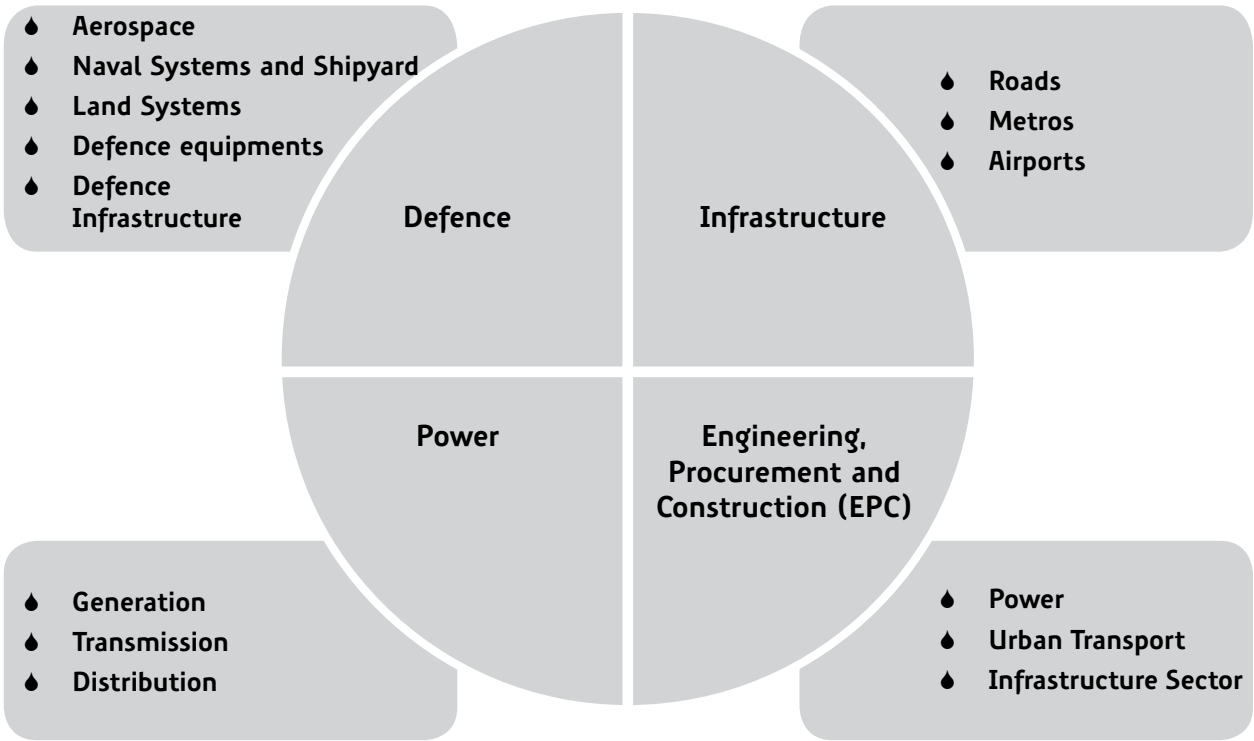 Aerospace
Naval Systems and Shipyard
Land Systems
Defence equipments
Defence
Infrastructure
Defence
Roads
Metros
Airports
Infrastructure
Power
Generation
Transmission
Distribution
Engineering,
Procurement and
Construction (EPC)
Power
Urban Transport
Infrastructure Sector